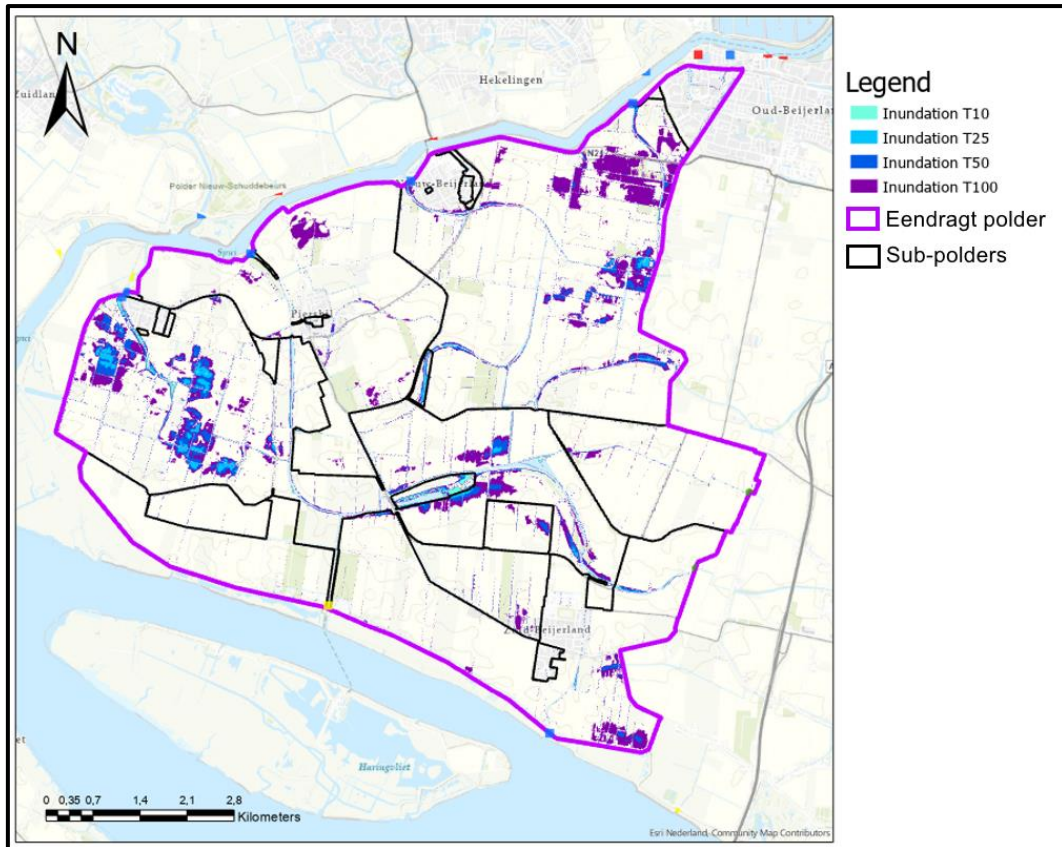 N
Zuidland
Hekelingen
Oud-Beijerla
Polder Nieuw-Schuddebeurs
Spui
Piershil
Zuid-Beijerland
Haringvliet
0 0,35 0,7 1,4 2,1 2,8
Kilometers
Esri Nederland, Community Map Contributors
Legend
Inundation T10
Inundation T25
Inundation T50
Inundation T100
Eendragt polder
Sub-polders